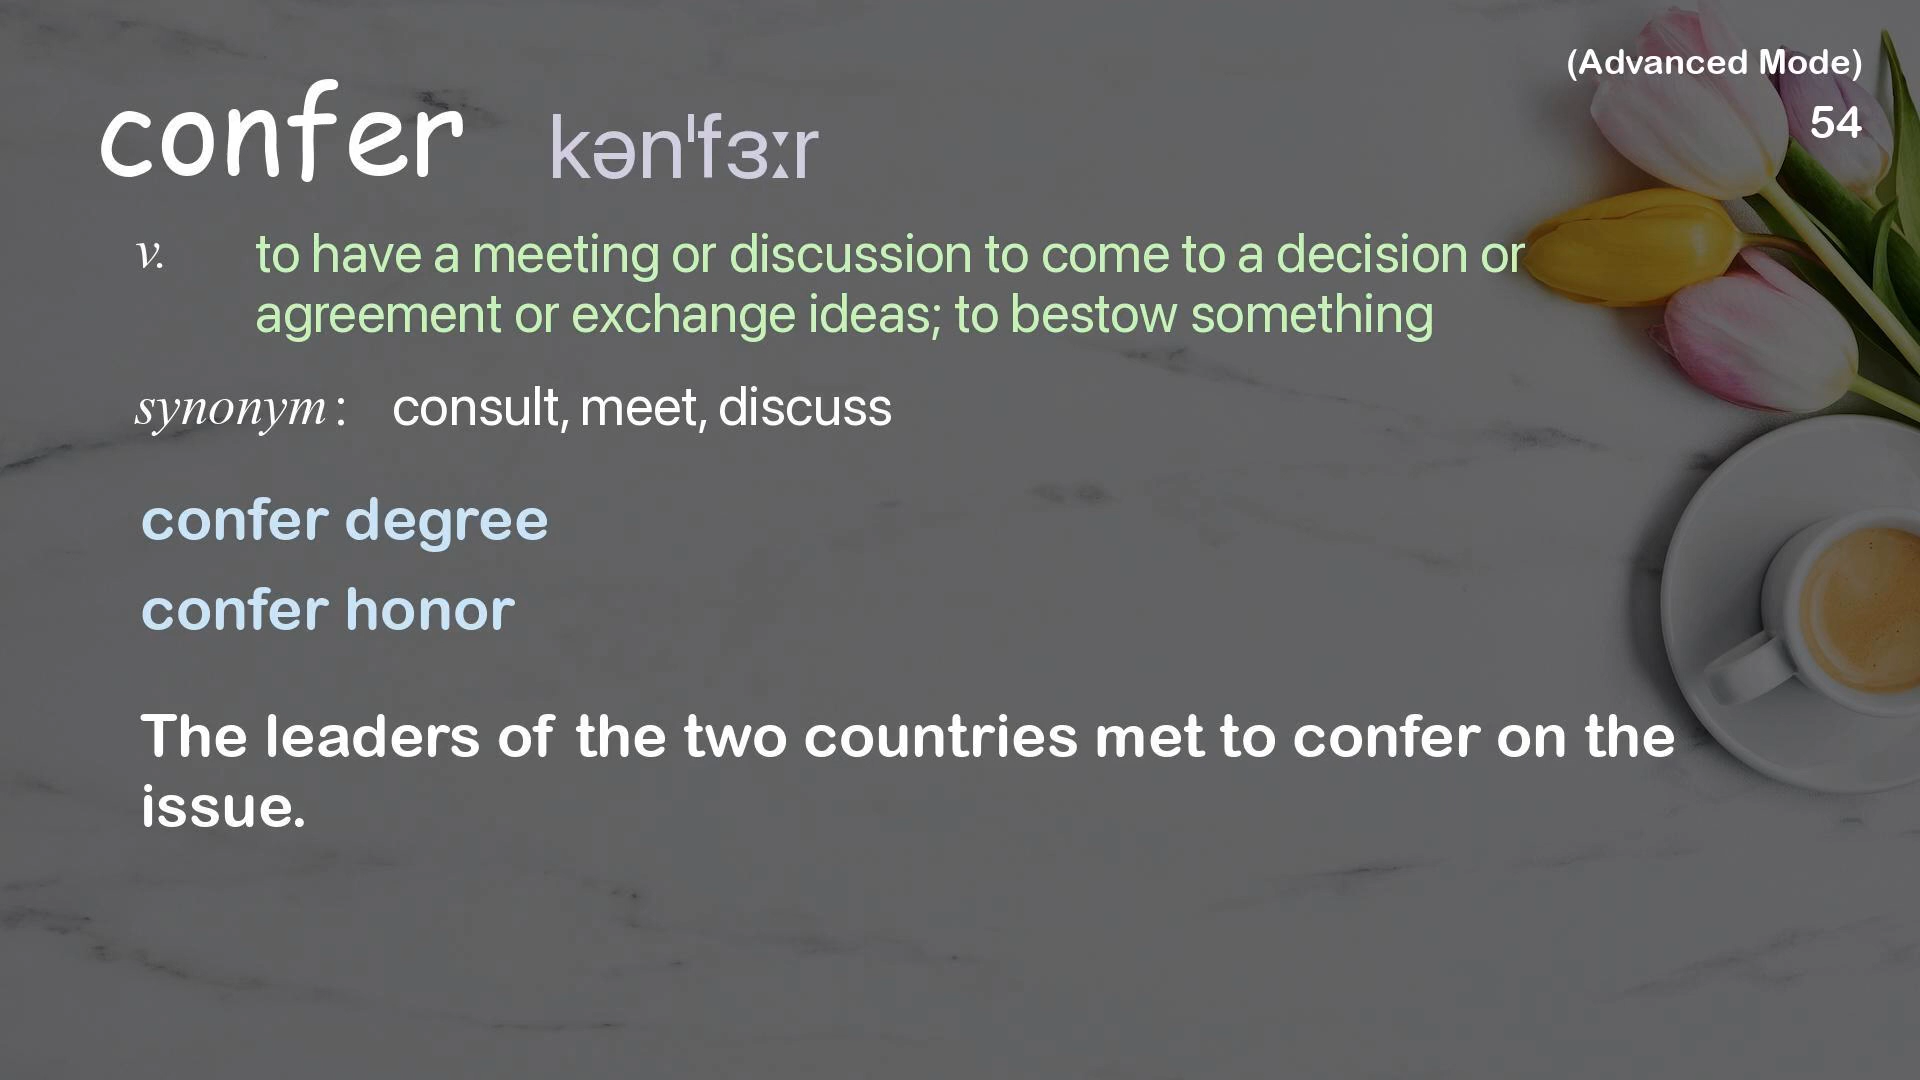 (Advanced Mode)
54
confer kənˈfɜːr
v. to have a meeting or discussion to come to a decision or
agreement or exchange ideas; to bestow something
synonym: consult, meet, discuss
confer degree
confer honor
The leaders of the two countries met to confer on the
issue.